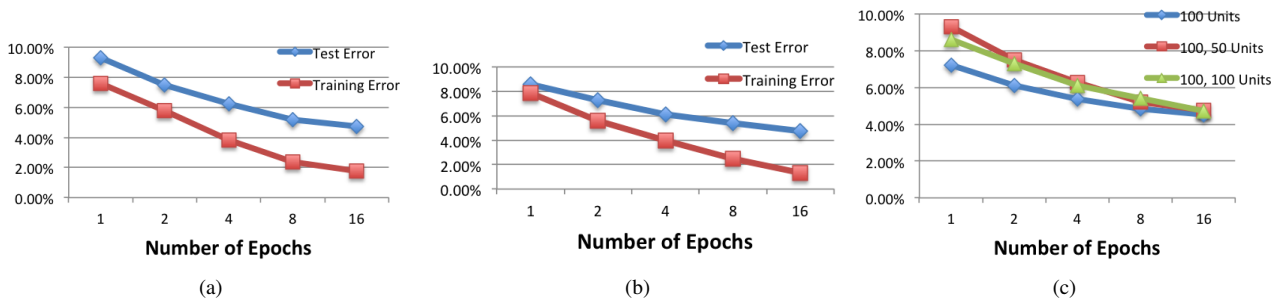 10.00%
8.00%
6.00%
4.00%
2.00%
0.00%
Test Error
Training Error
1 2 4 8 16
Number of Epochs
(a)
10.00%
8.00%
6.00%
4.00%
2.00%
0.00%
Test Error
Training Error
1 2 4 8 16
Number of Epochs
(b)
10.00%
8.00%
6.00%
4.00%
2.00%
0.00%
100 Units
100, 50 Units
100, 100 Units
1 2 4 8 16
Number of Epochs
(c)